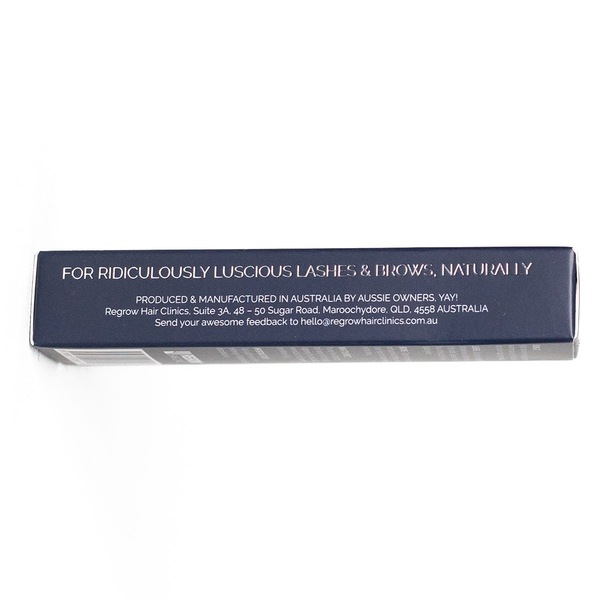 FOR RIDICULOUSLY LUSCIOUS LASHES & BROWS, NATURALLY
PRODUCED & MANUFACTURED IN AUSTRALIA BY AUSSIE OWNERS. YAY!
Regrow Hair Clinics, Suite 3A, 48 – 50 Sugar Road, Maroochydore, QLD, 4558 AUSTRALIA
Send your awesome feedback to hello@regrowhairclinics.com.au